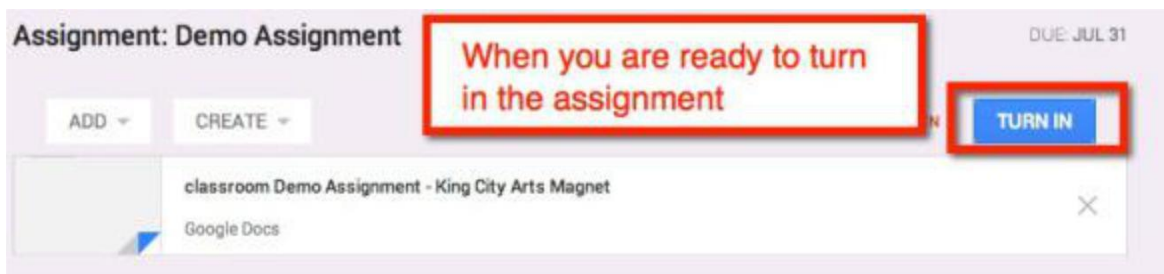 Assignment: Demo Assignment
When you are ready to turn
in the assignment
DUE: JUL 31
ADD
CREATE
N
TURN IN
classroom Demo Assignment - King City Arts Magnet
Google Docs